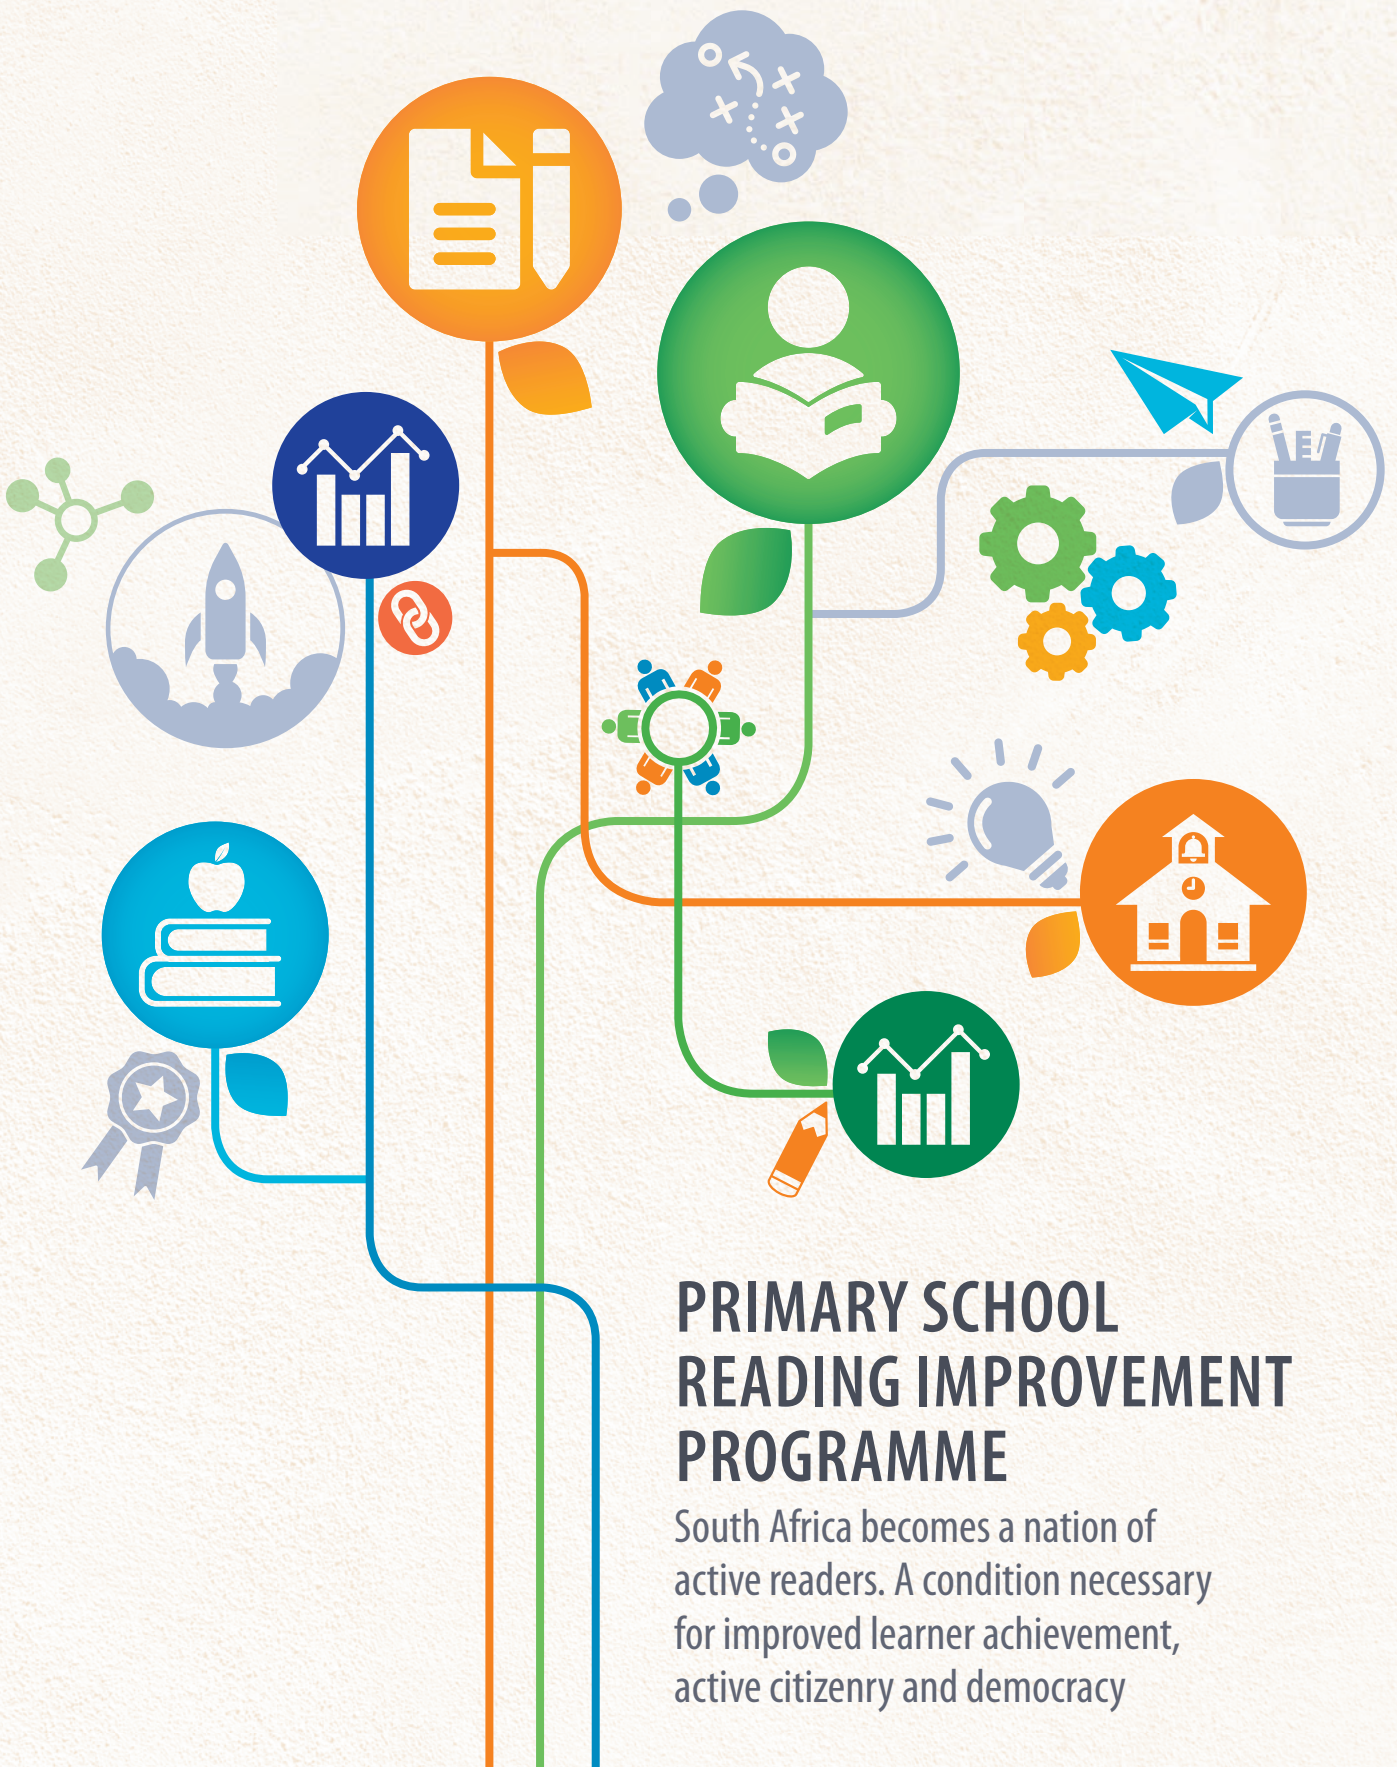 PRIMARY SCHOOL
READING IMPROVEMENT
PROGRAMME
South Africa becomes a nation of
active readers. A condition necessary
for improved learner achievement,
active citizenry and democracy